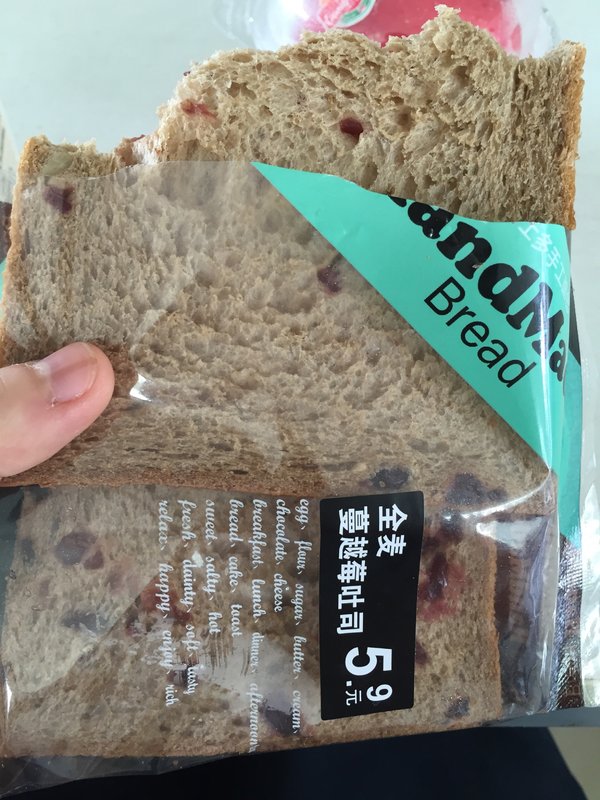 andMa
Bread
全麦
蔓越莓吐司 5.9元
egg、flour、sugar、butter、cream、
chocolate、cheese
breakfast、lunch、dinner、afternoon
bread、cake、toast
sweet、salty、hot
fresh、dainty、soft、tasty
relax、happy、enjoy、rich